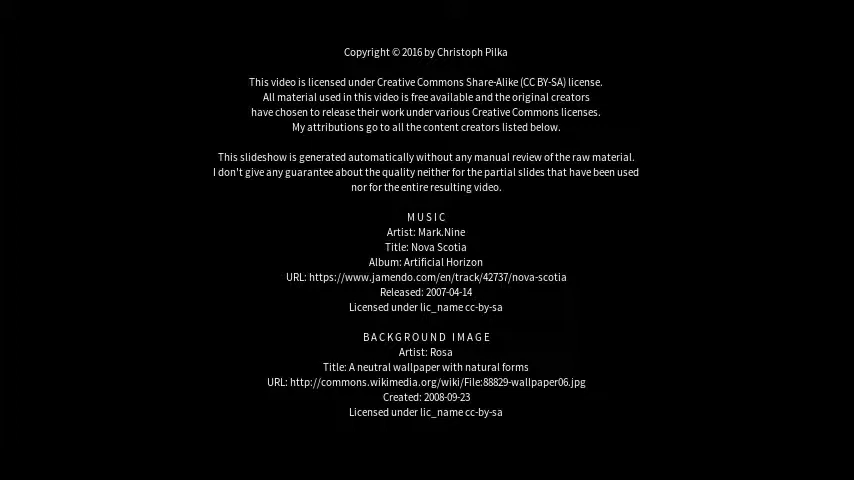 Copyright © 2016 by Christoph Pilka
This video is licensed under Creative Commons Share-Alike (CC BY-SA) license.
All material used in this video is free available and the original creators
have chosen to release their work under various Creative Commons licenses.
My attributions go to all the content creators listed below.
This slideshow is generated automatically without any manual review of the raw material.
I don't give any guarantee about the quality neither for the partial slides that have been used
nor for the entire resulting video.
MUSIC
Artist: Mark.Nine
Title: Nova Scotia
Album: Artificial Horizon
URL: https://www.jamendo.com/en/track/42737/nova-scotia
Released: 2007-04-14
Licensed under lic_name cc-by-sa
BACKGROUND IMAGE
Artist: Rosa
Title: A neutral wallpaper with natural forms
URL: http://commons.wikimedia.org/wiki/File:88829-wallpaper06.jpg
Created: 2008-09-23
Licensed under lic_name cc-by-sa